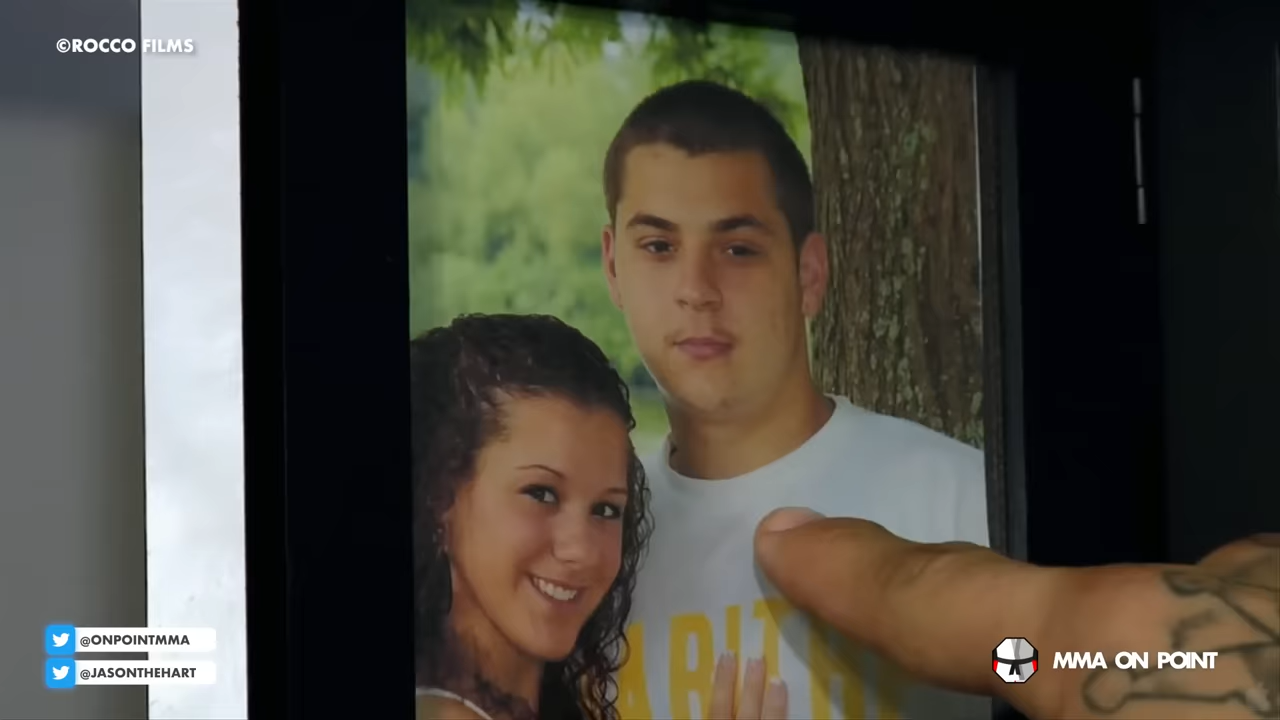 ©ROCCO FILMS
@ONPOINTMMA
@JASONTHEHART
MMA ON POINT